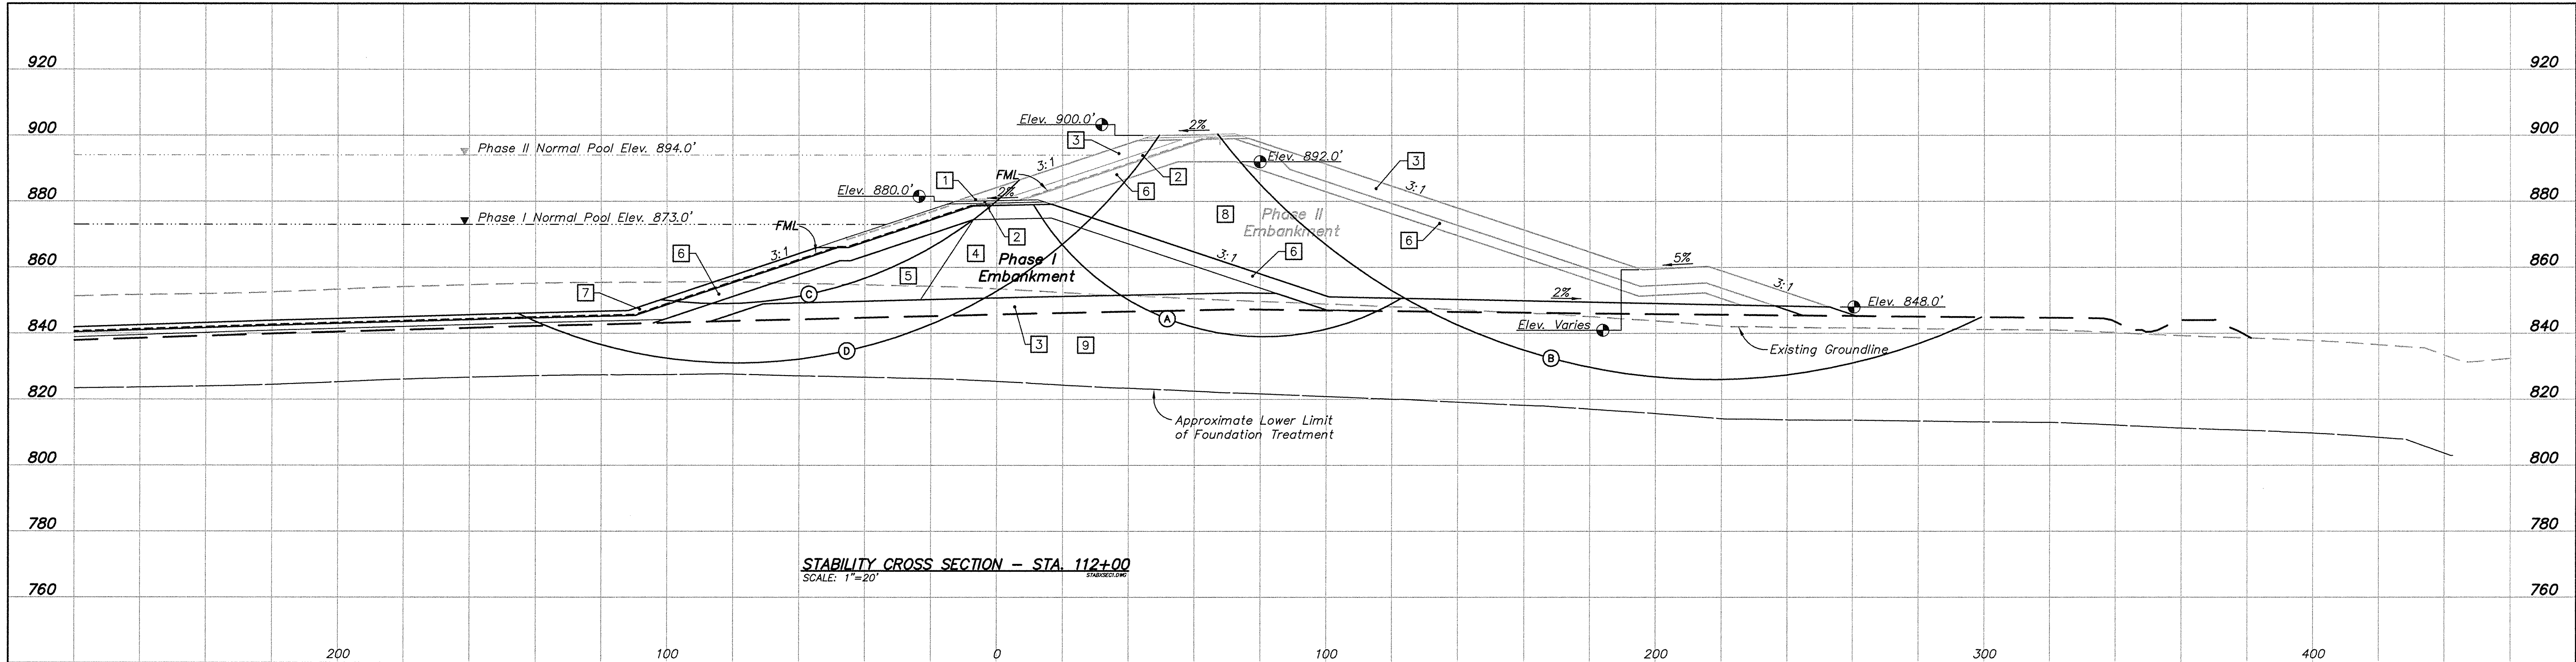 920
920
Elev. 900.0'
2%
900
900
3
Phase II Normal Pool Elev. 894.0'
Elev. 892.0'
3:1
3
2
FML
6
1
880
880
Elev. 880.0'
2%
3:1
Phase I Normal Pool Elev. 873.0'
8
Phase II
Embankment
FML
2
6
6
3:1
4
Phase I
Embankment
6
3:1
5
5%
860
860
7
C
2%
3:1
Elev. 848.0'
840
840
A
Elev. Varies
3
9
D
B
Existing Groundline
820
820
Approximate Lower Limit
of Foundation Treatment
800
800
780
780
STABILITY CROSS SECTION - STA. 112+00
SCALE: 1"=20'
STABXSEC1.DWG
760
760
200
100
0
100
200
300
400